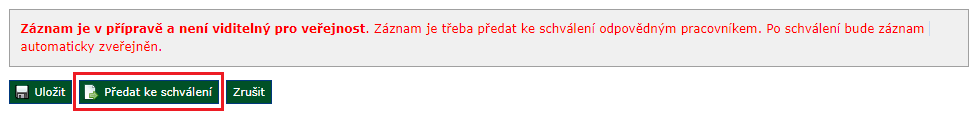 Záznam je v přípravě a není viditelný pro veřejnost. Záznam je třeba předat ke schválení odpovědným pracovníkem. Po schválení bude záznam
automaticky zveřejněn.
Uložit Předat ke schválení Zrušit